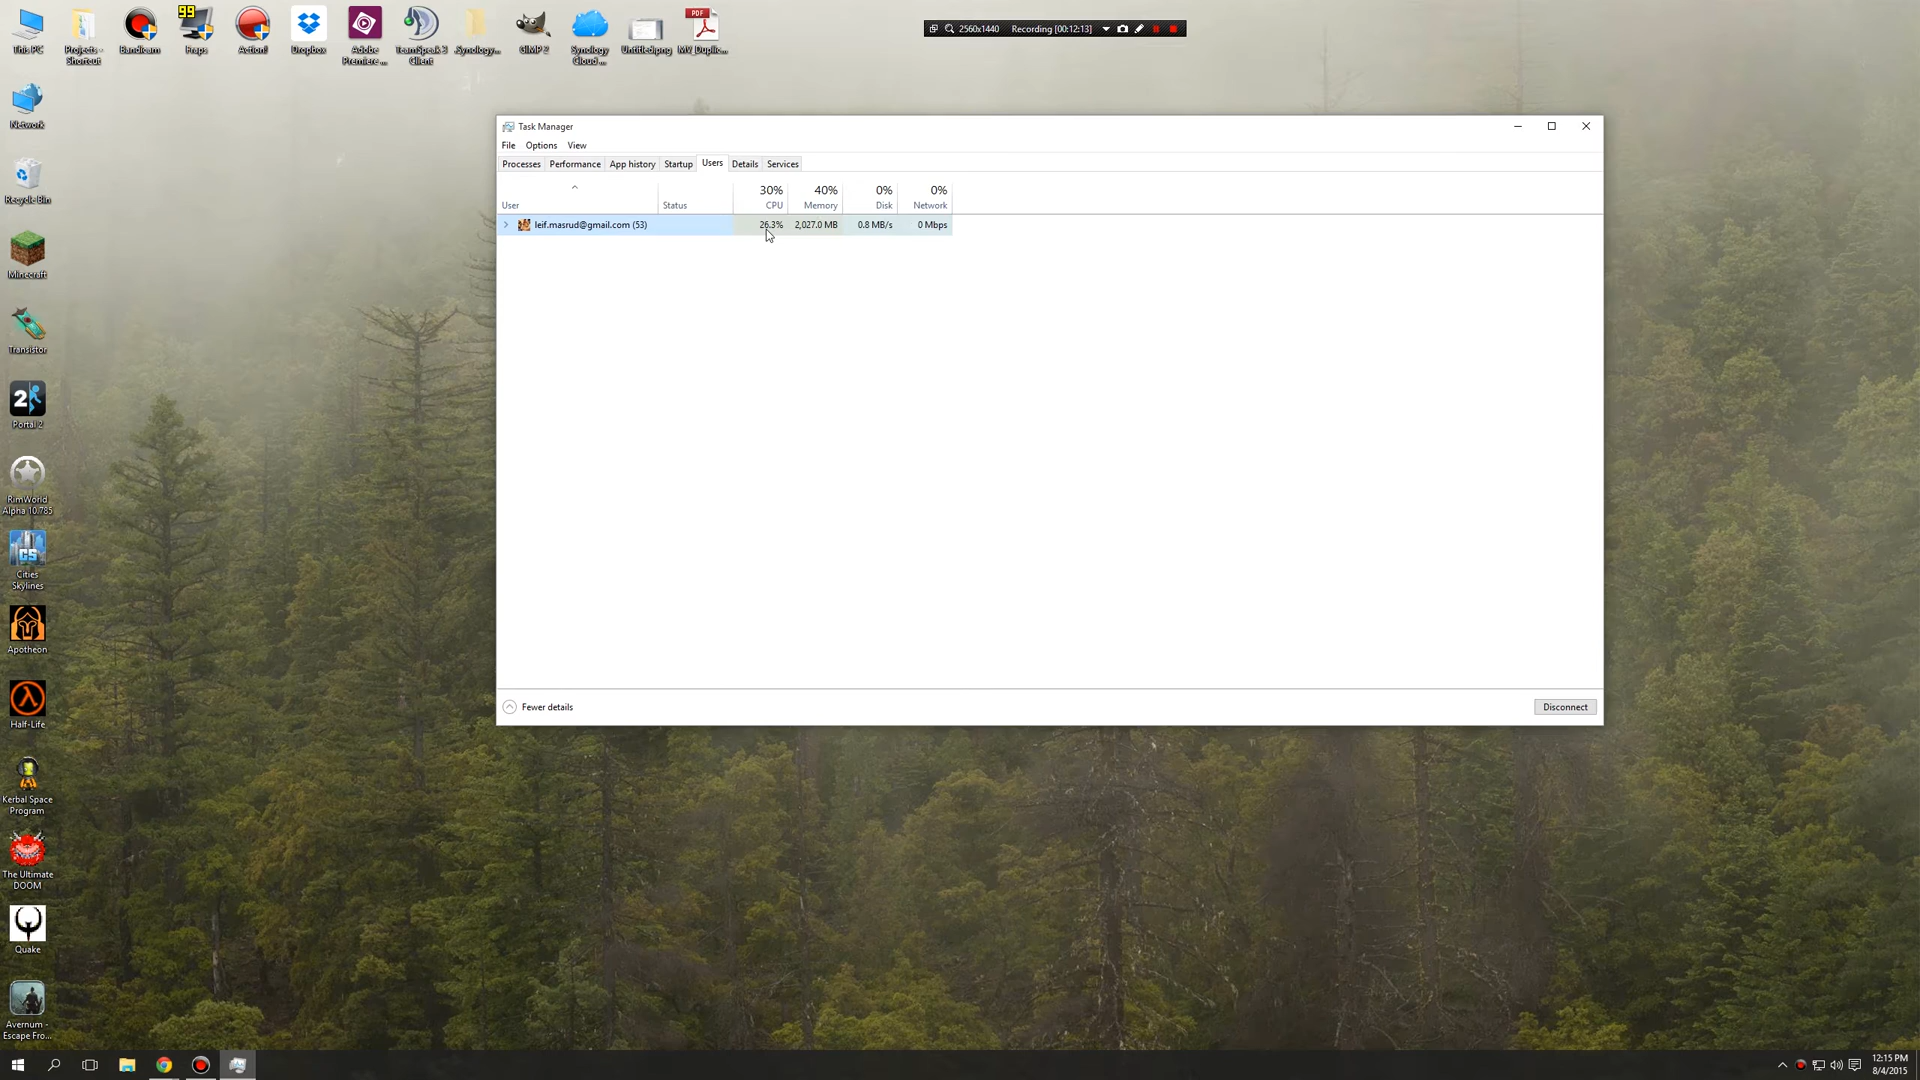 This PC
Projects - Shortcut
Bandicam
99
Fraps
Action!
Dropbox
Adobe Premiere ...
TeamSpeak 3 Client
.Synology...
GIMP 2
Synology Cloud ...
Untitled.png
PDF
MV_Duplic...
2560x1440 Recording [00:12:13]
Network
Recycle Bin
Minecraft
Transistor
2
Portal 2
RimWorld Alpha 10.785
CS
Cities Skylines
Apotheon
Half-Life
Kerbal Space Program
The Ultimate DOOM
Quake
Avernum - Escape Fro...
Task Manager
File Options View
Processes Performance App history Startup Users Details Services
30% 40% 0% 0%
User Status CPU Memory Disk Network
leif.masrud@gmail.com (53) 26.3% 2,027.0 MB 0.8 MB/s 0 Mbps
Fewer details
Disconnect
12:15 PM
8/4/2015